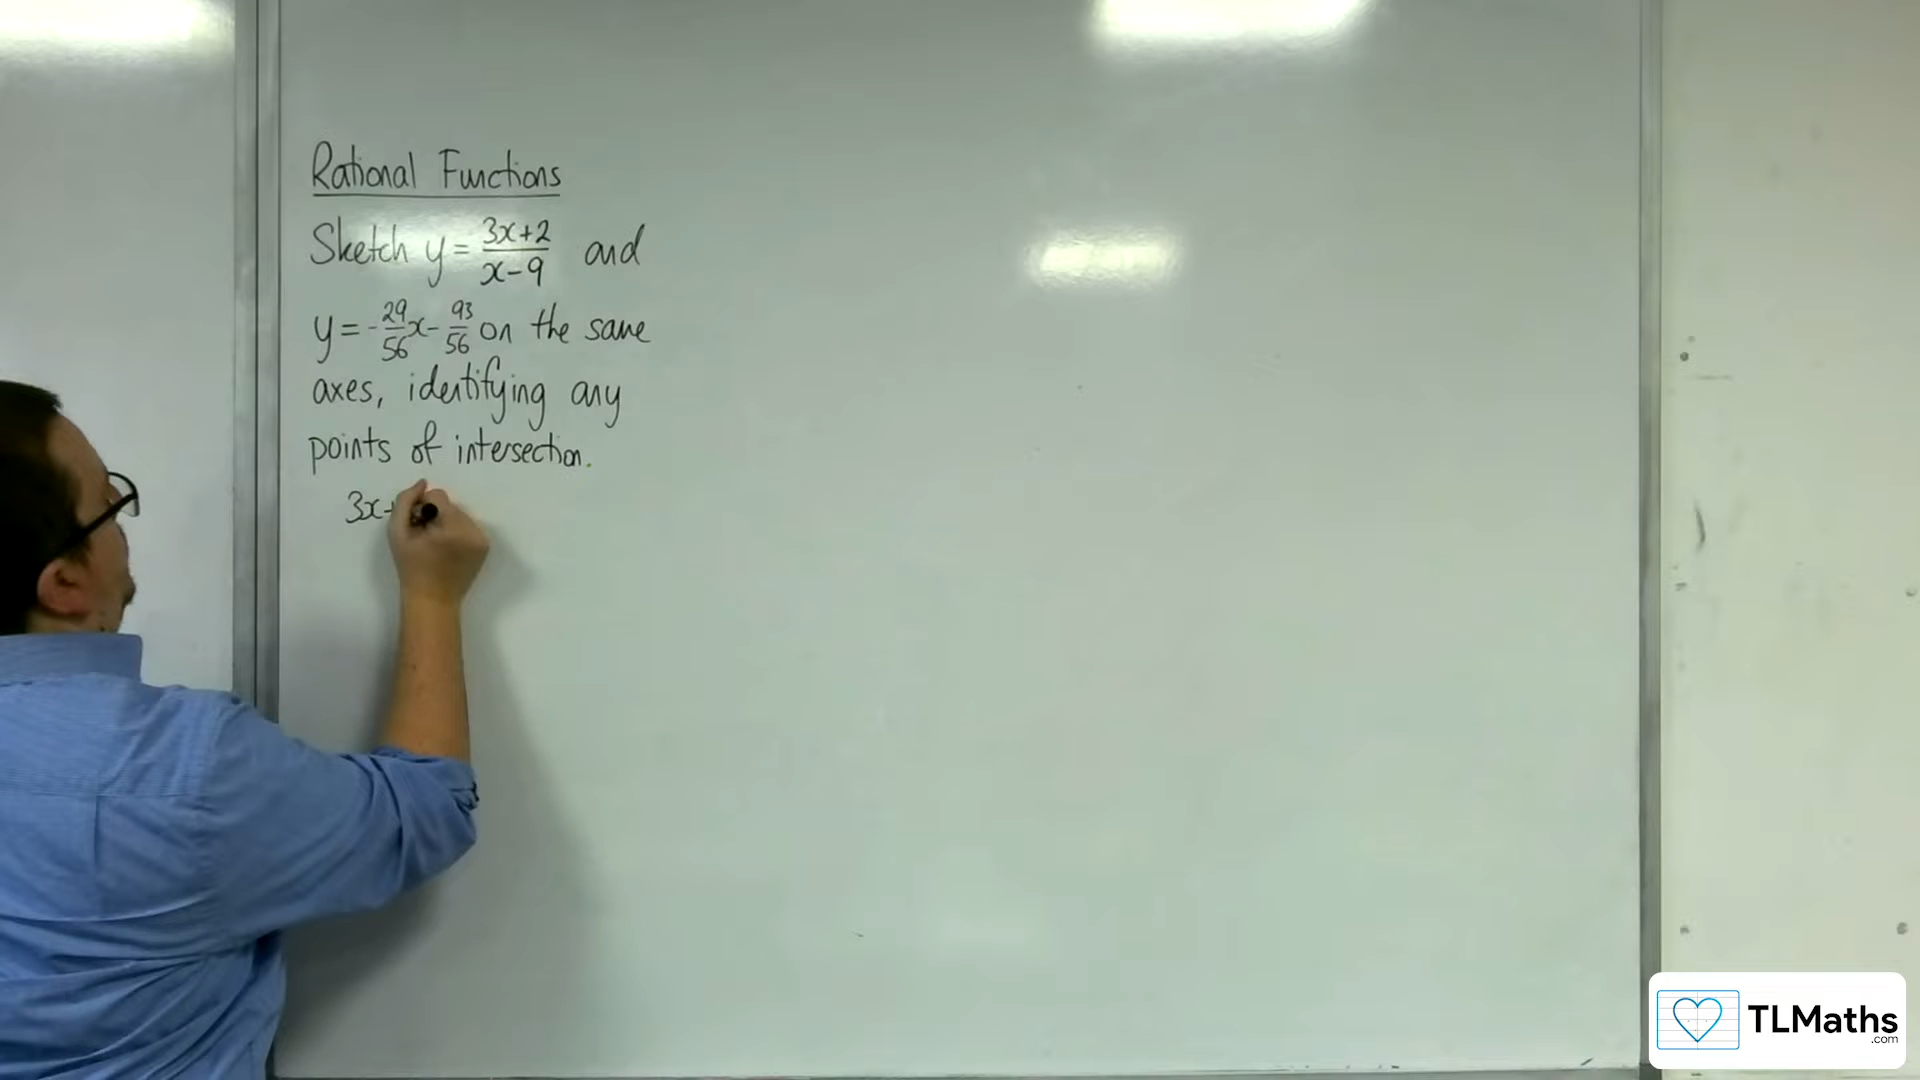 Rational Functions
Sketch y = (3x+2)/(x-9) and
y = -29/56 x - 93/56 on the same
axes, identifying any
points of intersection.
3x+
TLMaths
.com